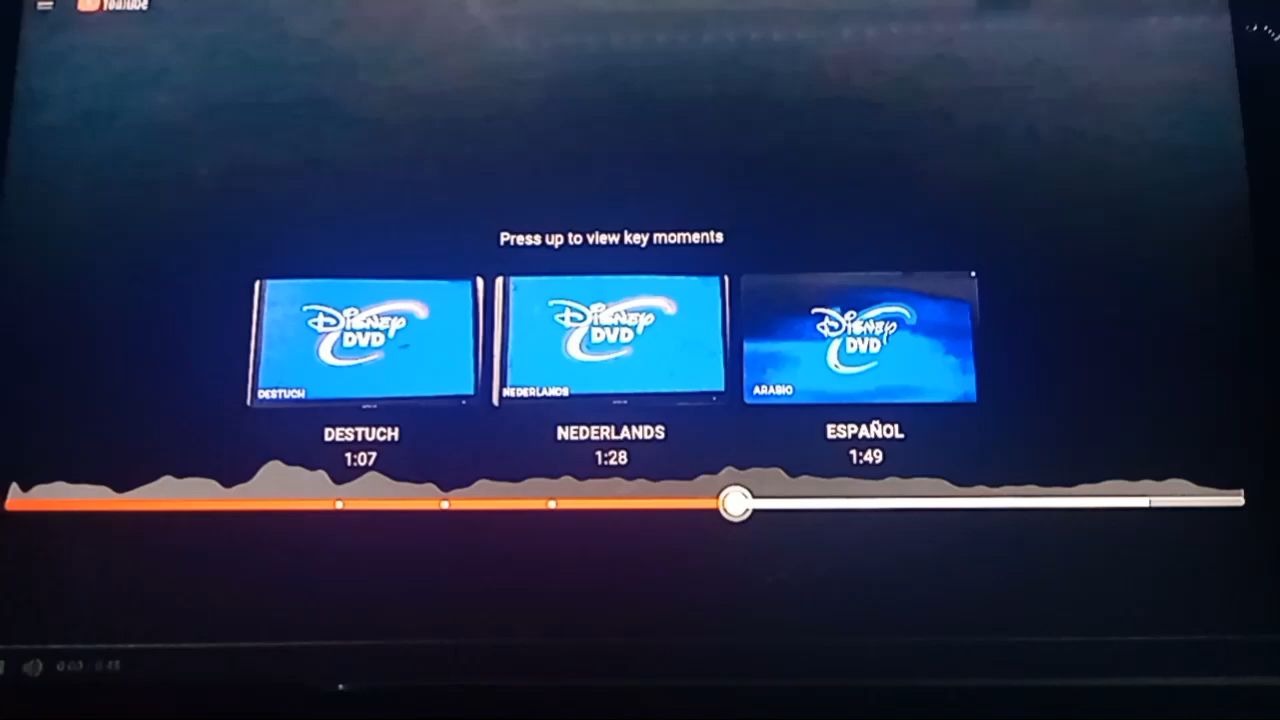 YouTube
Press up to view key moments
DISNEY
DVD
DESTUCH
DISNEY
DVD
NEDERLANDS
DISNEY
DVD
ARABIC
DESTUCH
NEDERLANDS
ESPAÑOL
1:07
1:28
1:49